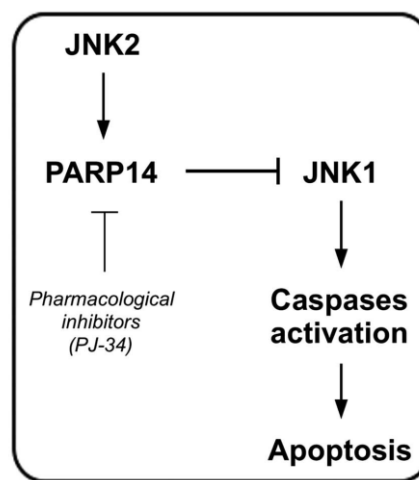 JNK2
PARP14 JNK1
Pharmacological
inhibitors
(PJ-34)
Caspases
activation
Apoptosis